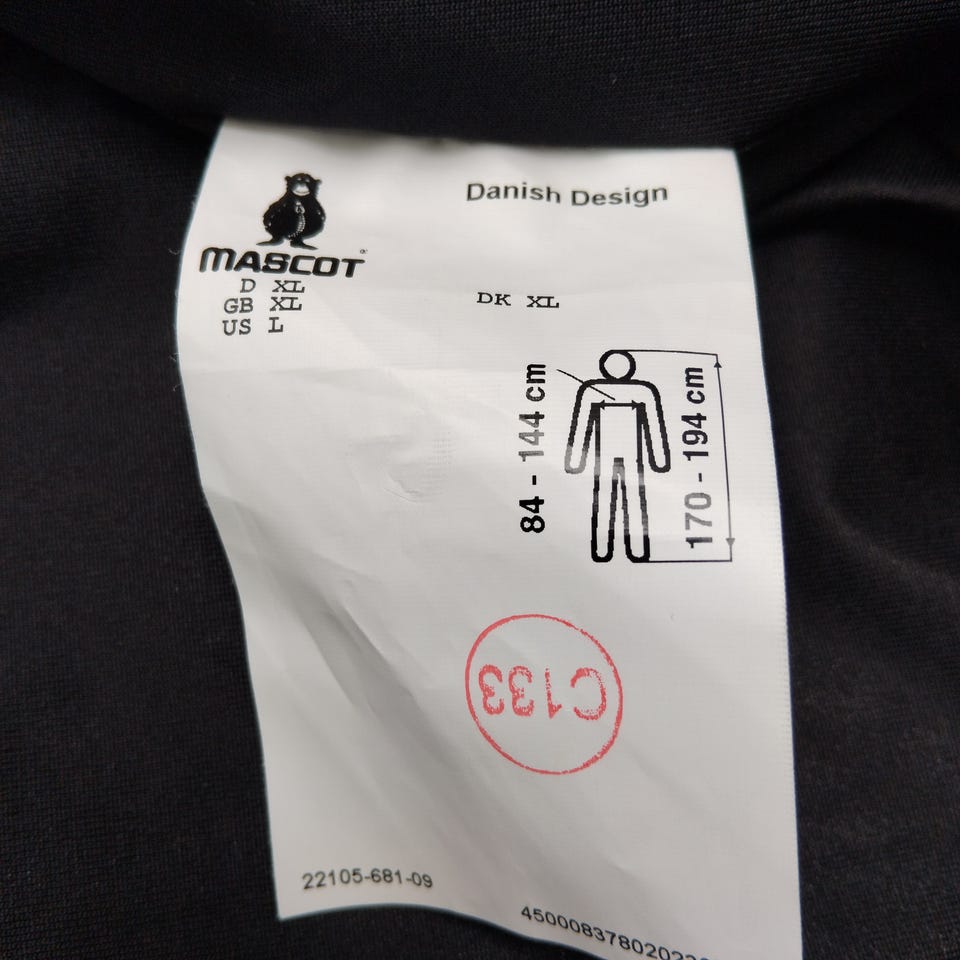 Danish Design
MASCOT®
D XL
GB XL
US L
DK XL
84 - 144 cm
170 - 194 cm
C133
22105-681-09